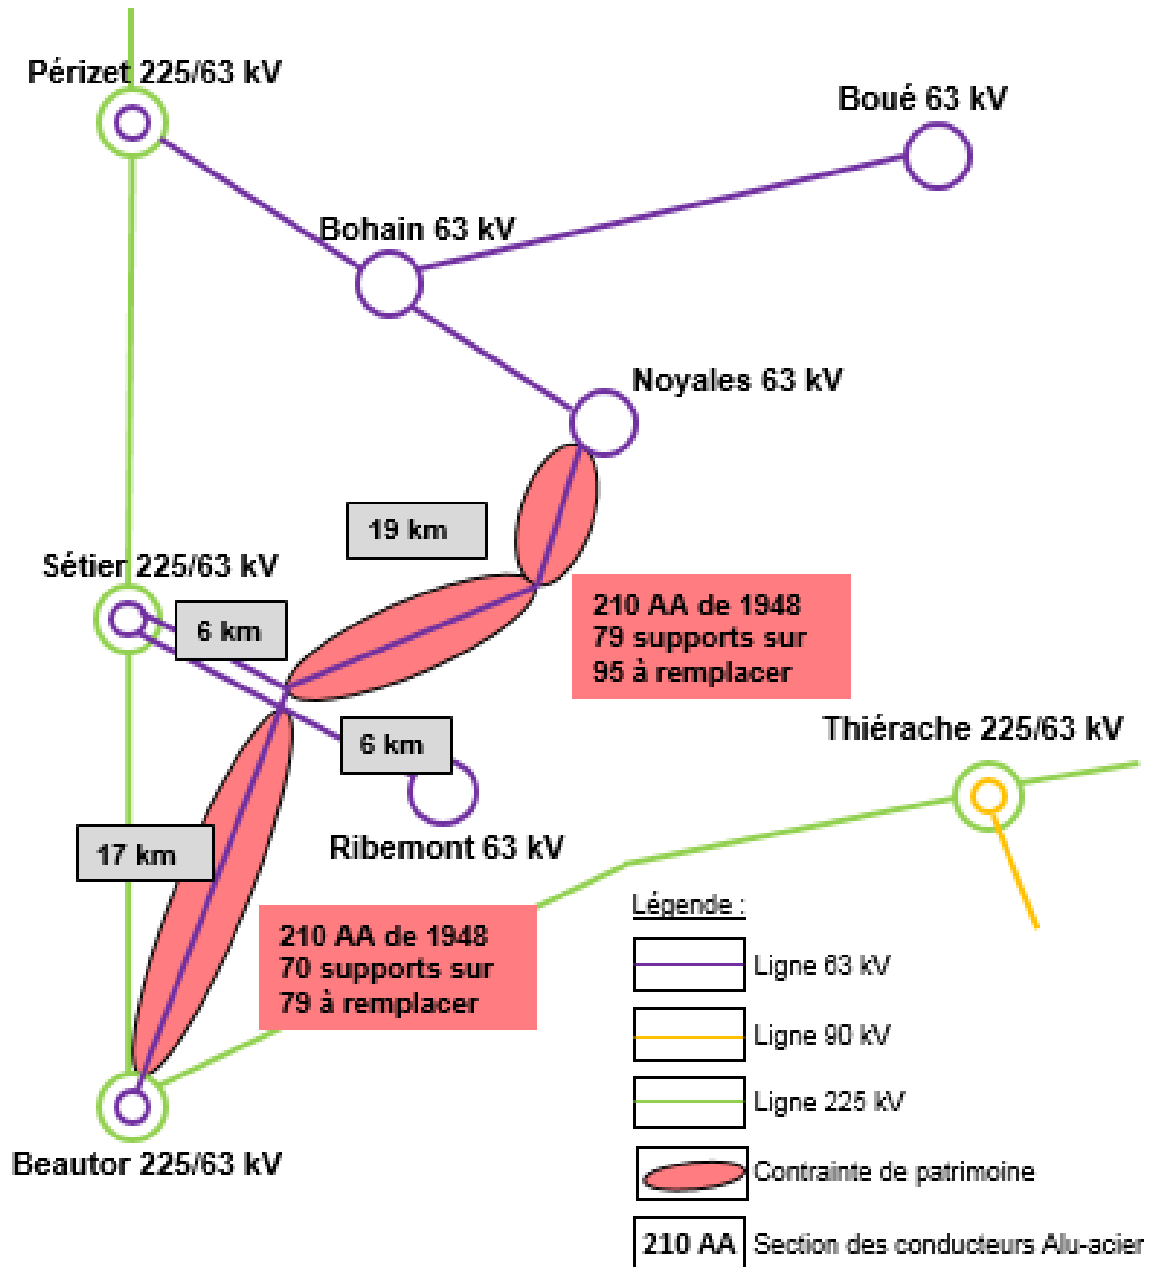 Périzet 225/63 kV
Boué 63 kV
Bohain 63 kV
Noyales 63 kV
19 km
Sétier 225/63 kV
6 km
210 AA de 1948
79 supports sur
95 à remplacer
6 km
Thiérache 225/63 kV
17 km
Ribemont 63 kV
210 AA de 1948
70 supports sur
79 à remplacer
Légende :
Ligne 63 kV
Ligne 90 kV
Ligne 225 kV
Beautor 225/63 kV
Contrainte de patrimoine
210 AA Section des conducteurs Alu-acier